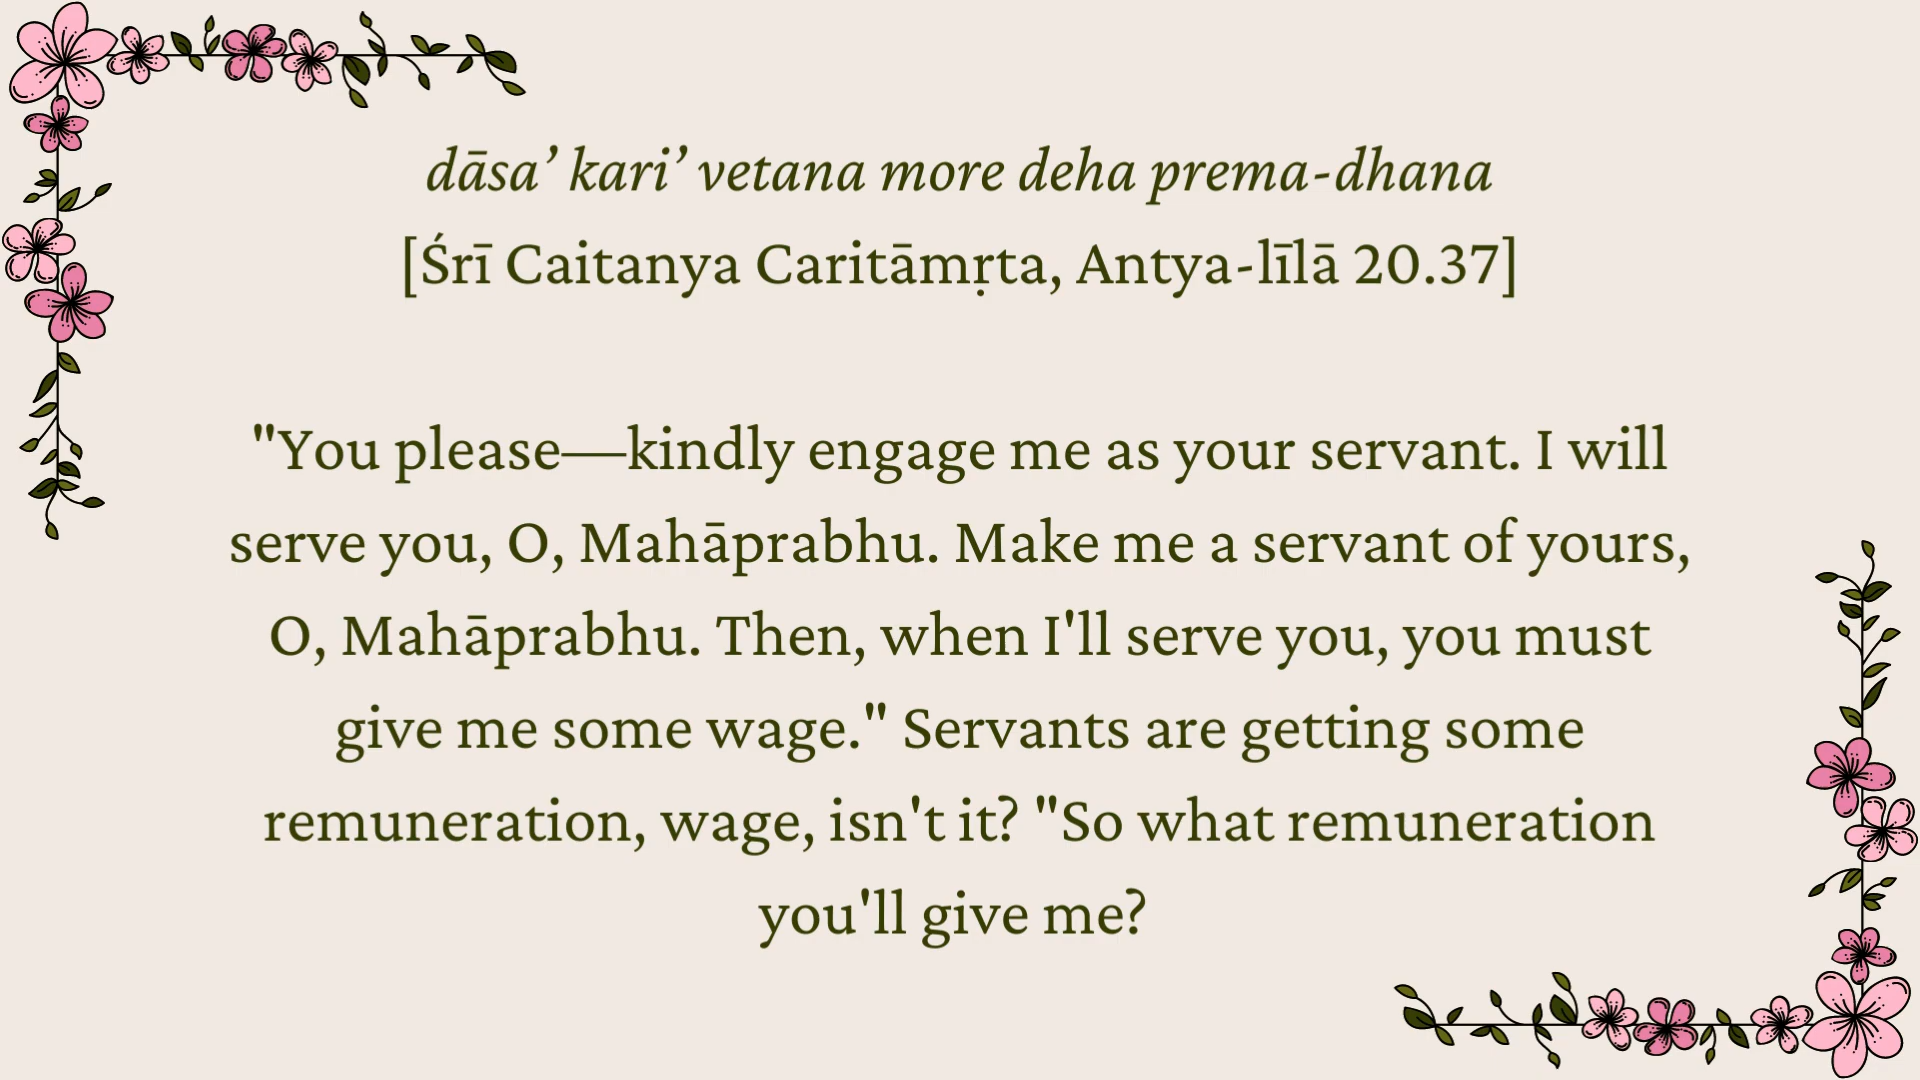 dāsa’ kari’ vetana more deha prema-dhana
[Śrī Caitanya Caritāmṛta, Antya-līlā 20.37]
"You please—kindly engage me as your servant. I will
serve you, O, Mahāprabhu. Make me a servant of yours,
O, Mahāprabhu. Then, when I'll serve you, you must
give me some wage." Servants are getting some
remuneration, wage, isn't it? "So what remuneration
you'll give me?